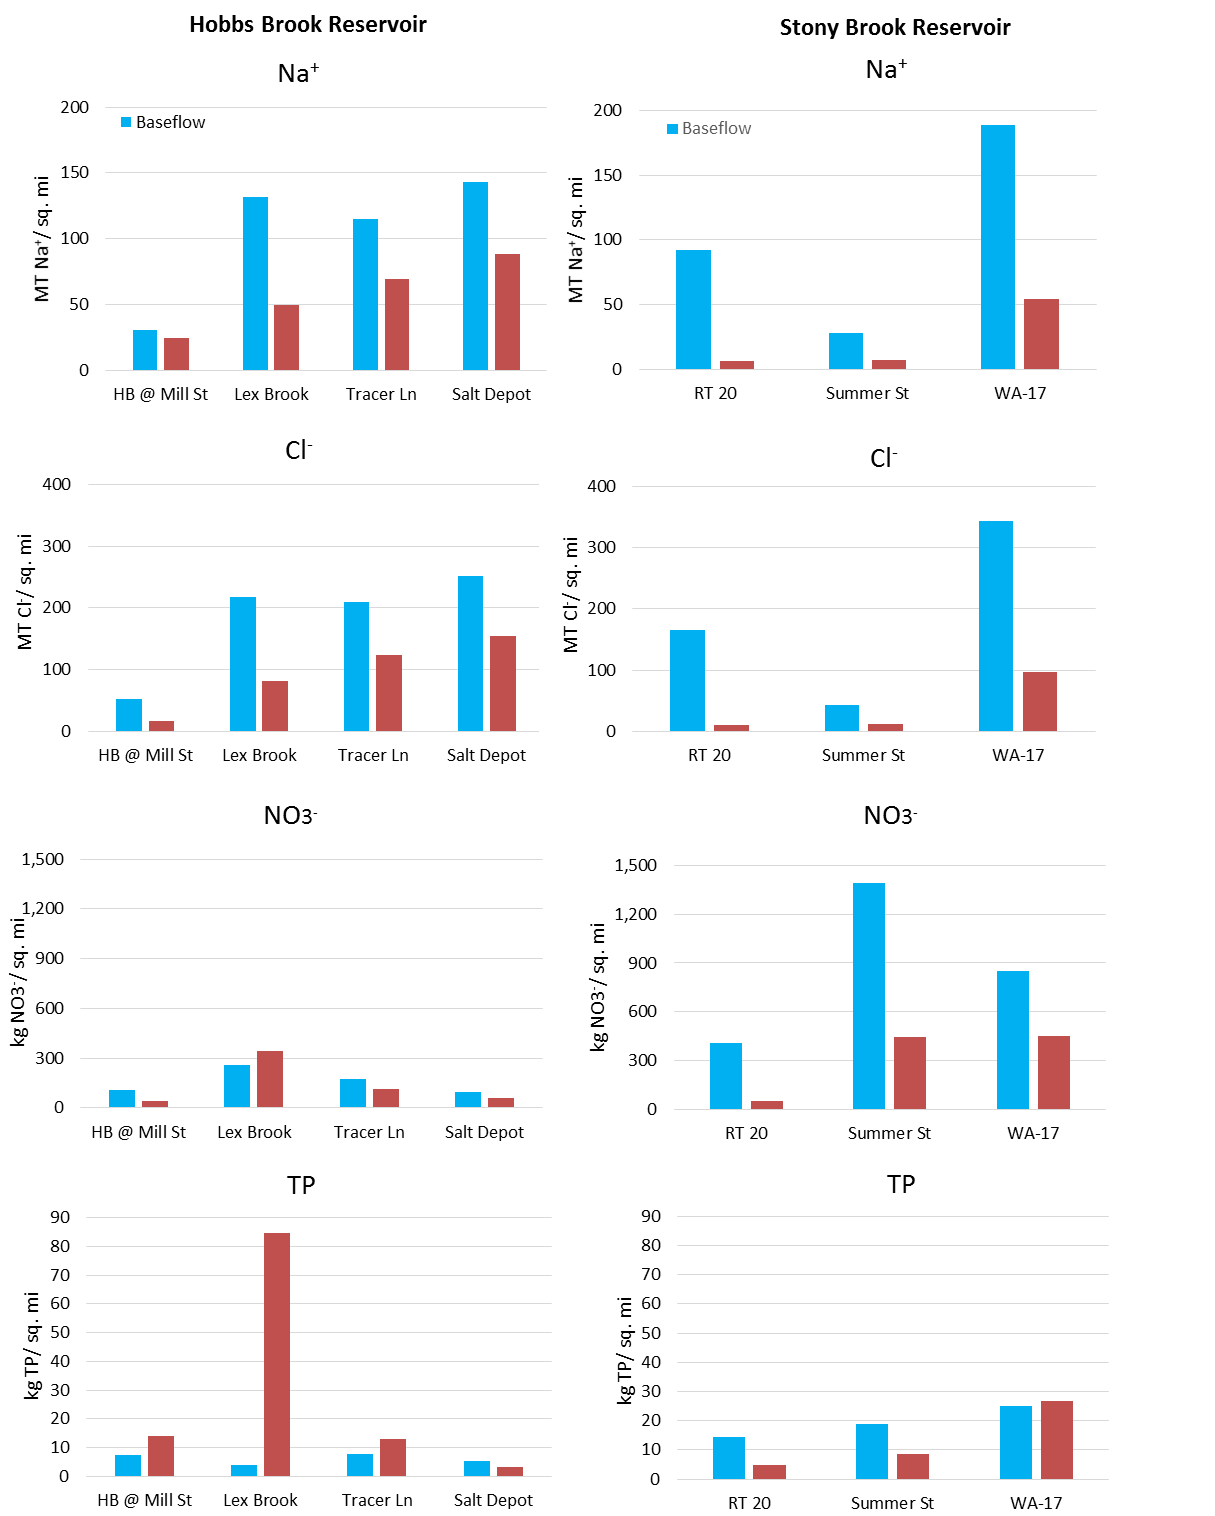 Hobbs Brook Reservoir
Na⁺
MT Na⁺/ sq. mi
200
150
100
50
0
Baseflow
HB @ Mill St Lex Brook Tracer Ln Salt Depot
Cl⁻
MT Cl⁻/ sq. mi
400
300
200
100
0
HB @ Mill St Lex Brook Tracer Ln Salt Depot
NO3⁻
kg NO3⁻/ sq. mi
1,500
1,200
900
600
300
0
HB @ Mill St Lex Brook Tracer Ln Salt Depot
TP
kg TP/ sq. mi
90
80
70
60
50
40
30
20
10
0
HB @ Mill St Lex Brook Tracer Ln Salt Depot
Stony Brook Reservoir
Na⁺
MT Na⁺/ sq. mi
200
150
100
50
0
Baseflow
RT 20 Summer St WA-17
Cl⁻
MT Cl⁻/ sq. mi
400
300
200
100
0
RT 20 Summer St WA-17
NO3⁻
kg NO3⁻/ sq. mi
1,500
1,200
900
600
300
0
RT 20 Summer St WA-17
TP
kg TP/ sq. mi
90
80
70
60
50
40
30
20
10
0
RT 20 Summer St WA-17